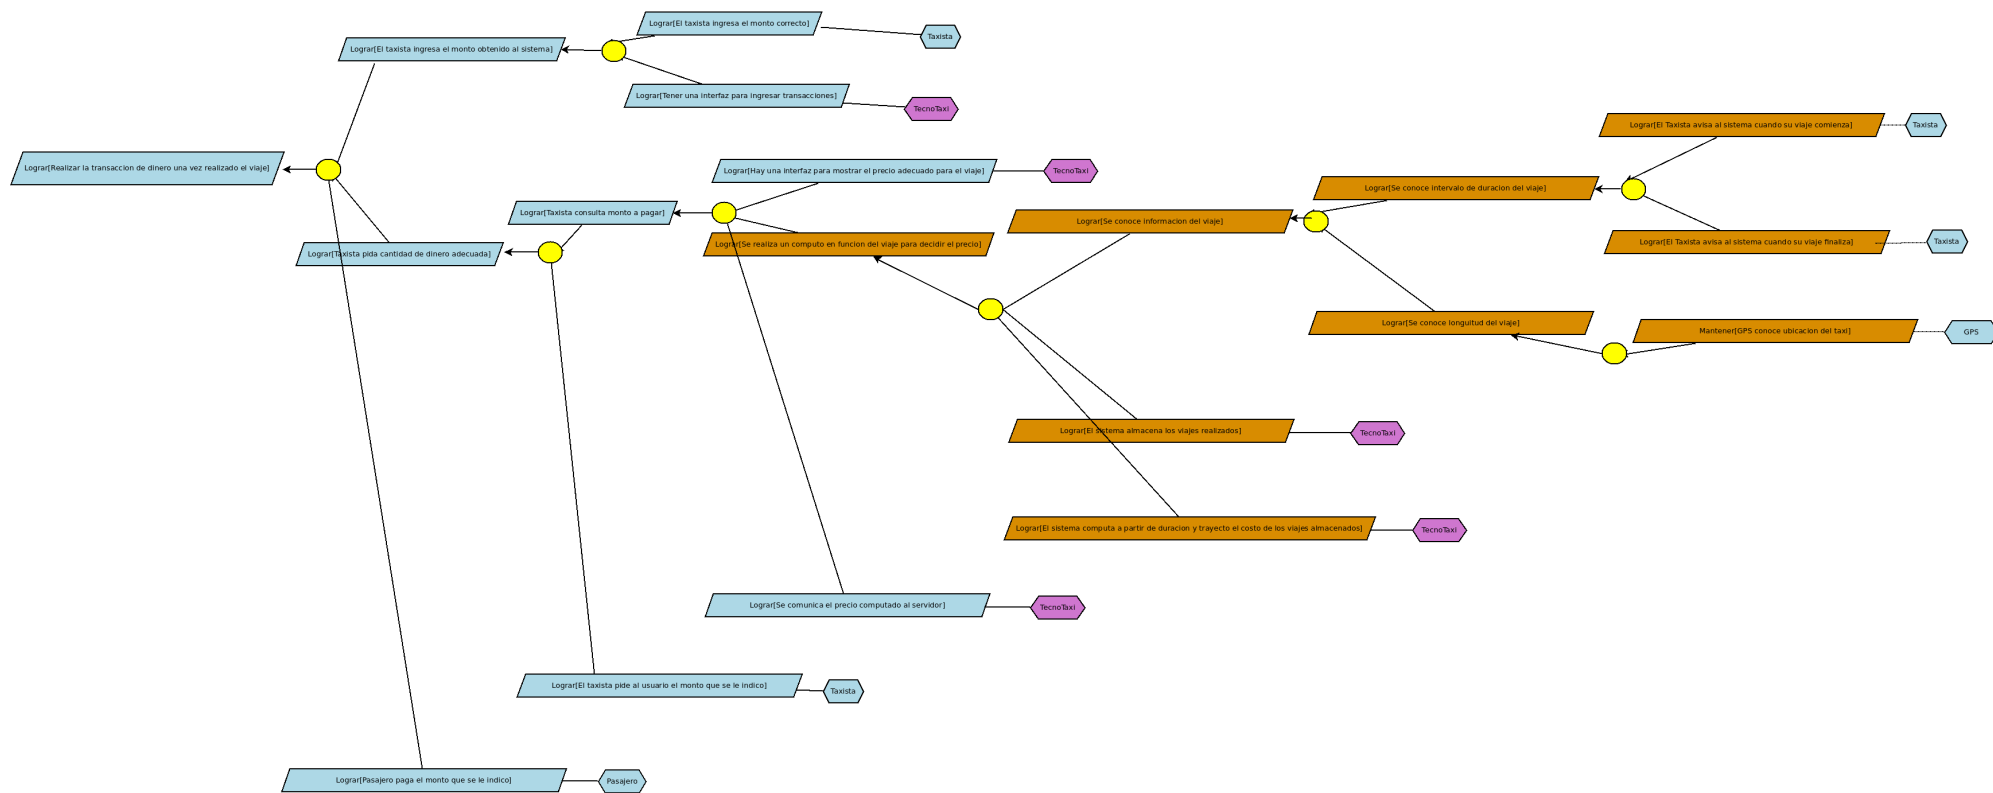 Lograr[El taxista ingresa el monto correcto]
Taxista
Lograr[El taxista ingresa el monto obtenido al sistema]
Lograr[Tener una interfaz para ingresar transacciones]
TecnoTaxi
Lograr[El Taxista avisa al sistema cuando su viaje comienza]
Taxista
Lograr[Realizar la transaccion de dinero una vez realizado el viaje]
Lograr[Hay una interfaz para mostrar el precio adecuado para el viaje]
TecnoTaxi
Lograr[Se conoce intervalo de duracion del viaje]
Lograr[Taxista consulta monto a pagar]
Lograr[Se conoce informacion del viaje]
Lograr[Se realiza un computo en funcion del viaje para decidir el precio]
Lograr[El Taxista avisa al sistema cuando su viaje finaliza]
Taxista
Lograr[Taxista pida cantidad de dinero adecuada]
Lograr[Se conoce longuitud del viaje]
Mantener[GPS conoce ubicacion del taxi]
GPS
Lograr[El sistema almacena los viajes realizados]
TecnoTaxi
Lograr[El sistema computa a partir de duracion y trayecto el costo de los viajes almacenados]
TecnoTaxi
Lograr[Se comunica el precio computado al servidor]
TecnoTaxi
Lograr[El taxista pide al usuario el monto que se le indico]
Taxista
Lograr[Pasajero paga el monto que se le indico]
Pasajero